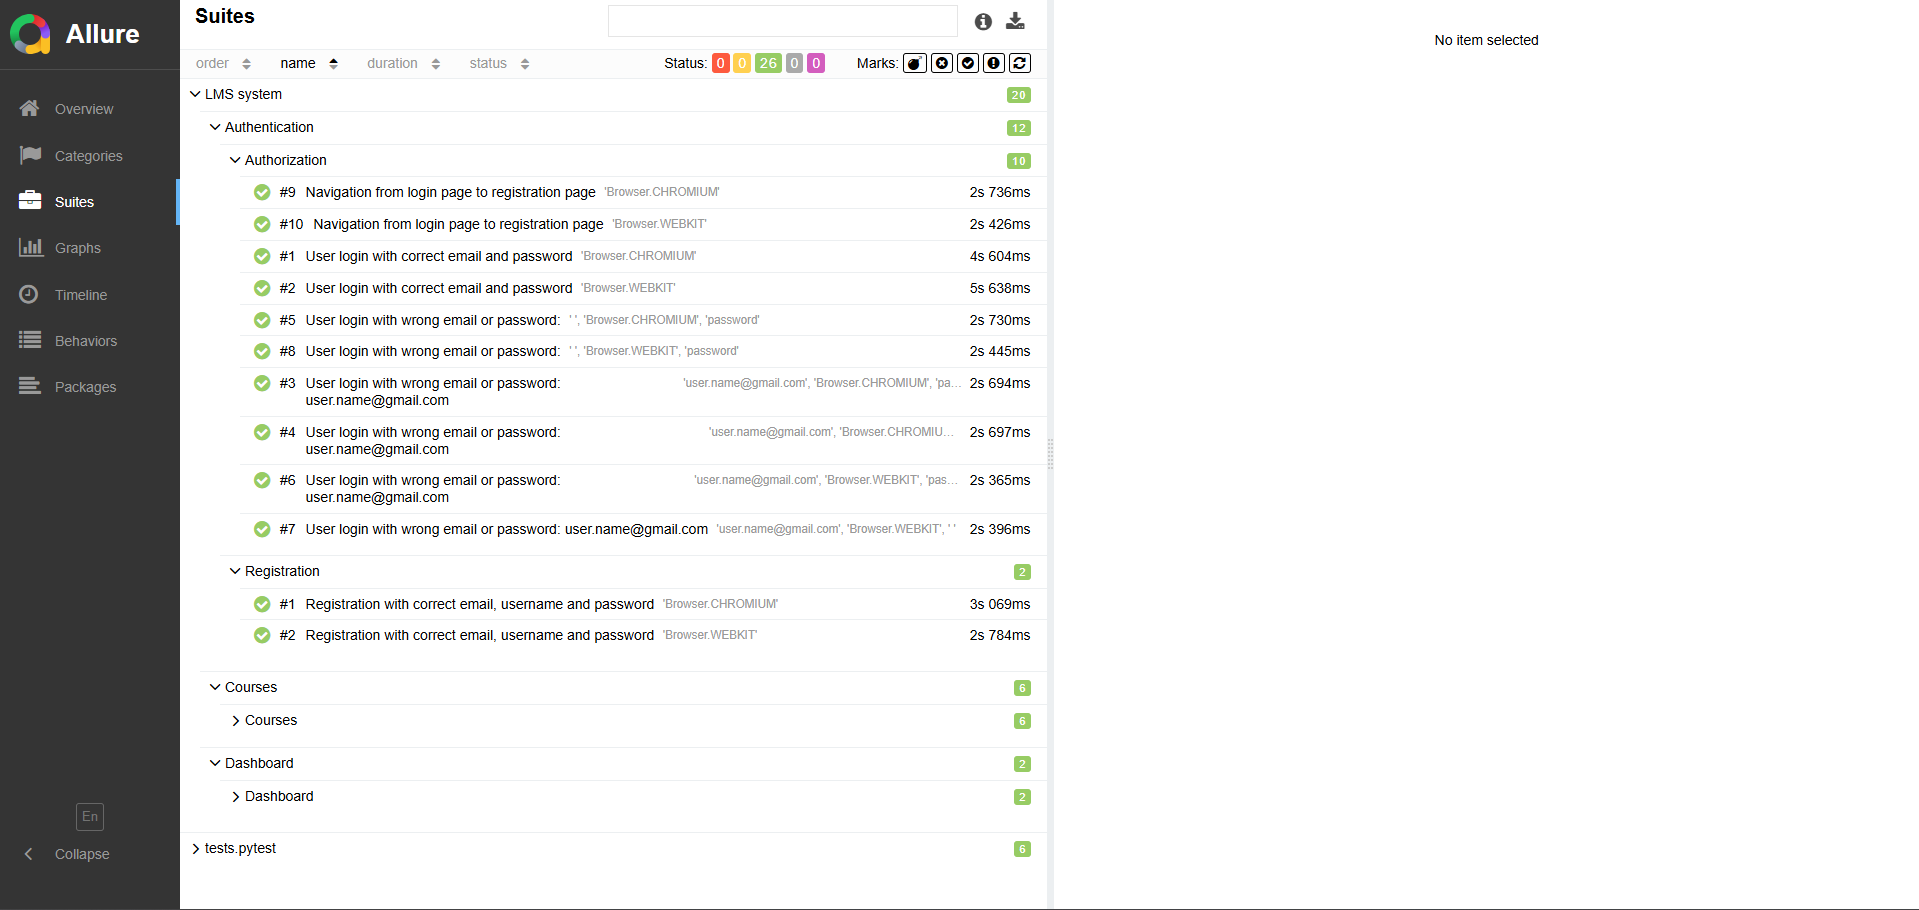 Allure
Overview
Categories
Suites
Graphs
Timeline
Behaviors
Packages
En
Collapse
Suites
order name duration status Status: 0 0 26 0 0 Marks:
LMS system 20
Authentication 12
Authorization 10
#9 Navigation from login page to registration page 'Browser.CHROMIUM' 2s 736ms
#10 Navigation from login page to registration page 'Browser.WEBKIT' 2s 426ms
#1 User login with correct email and password 'Browser.CHROMIUM' 4s 604ms
#2 User login with correct email and password 'Browser.WEBKIT' 5s 638ms
#5 User login with wrong email or password: ' ', 'Browser.CHROMIUM', 'password' 2s 730ms
#8 User login with wrong email or password: ' ', 'Browser.WEBKIT', 'password' 2s 445ms
#3 User login with wrong email or password: 'user.name@gmail.com', 'Browser.CHROMIUM', 'pa... 2s 694ms
user.name@gmail.com
#4 User login with wrong email or password: 'user.name@gmail.com', 'Browser.CHROMIU... 2s 697ms
user.name@gmail.com
#6 User login with wrong email or password: 'user.name@gmail.com', 'Browser.WEBKIT', 'pas... 2s 365ms
user.name@gmail.com
#7 User login with wrong email or password: user.name@gmail.com 'user.name@gmail.com', 'Browser.WEBKIT', ' ' 2s 396ms
Registration 2
#1 Registration with correct email, username and password 'Browser.CHROMIUM' 3s 069ms
#2 Registration with correct email, username and password 'Browser.WEBKIT' 2s 784ms
Courses 6
Courses 6
Dashboard 2
Dashboard 2
tests.pytest 6
No item selected